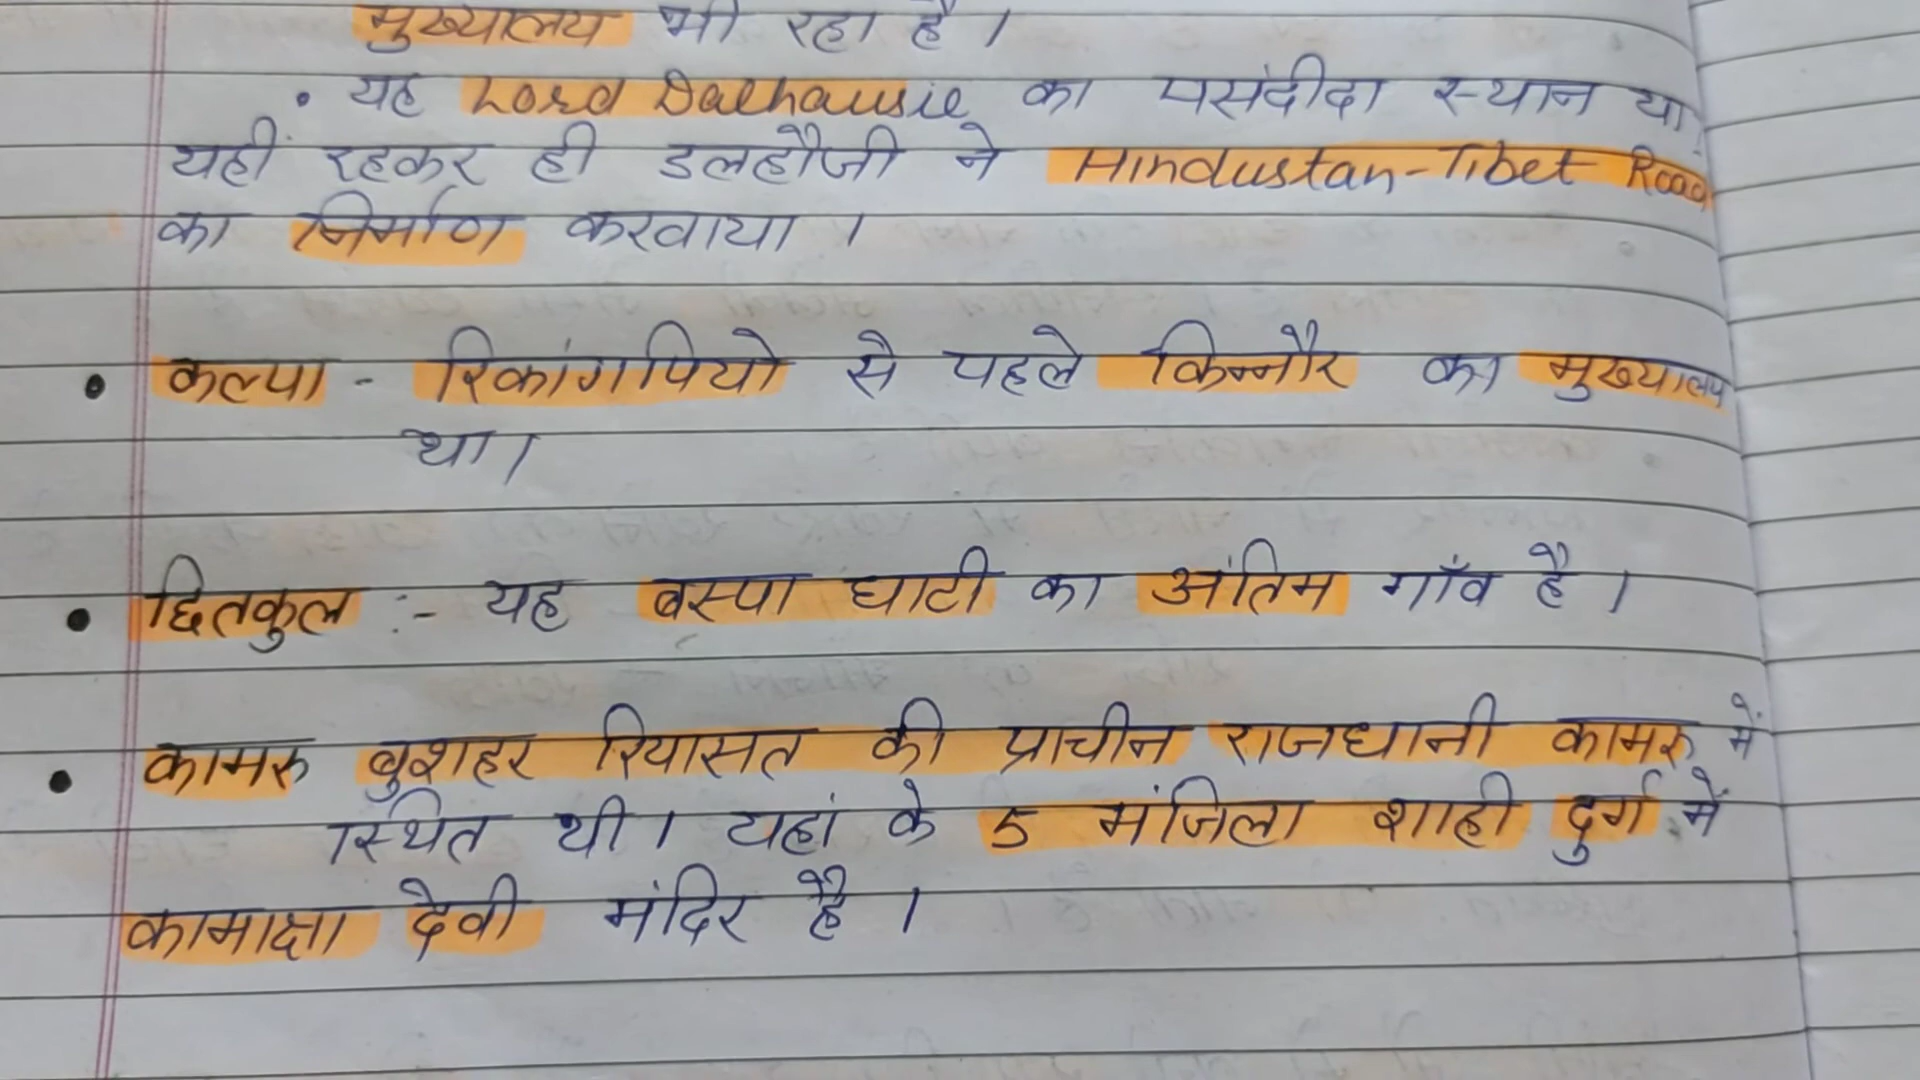 मुख्यालय भी रहा है ।
• यह Lord Dalhausie का पसंदीदा स्थान था
यहीं रहकर ही डलहौजी ने Hindustan-Tibet Road
का निर्माण करवाया ।
• कल्पा - रिकांगपियो से पहले किन्नौर का मुख्यालय
था ।
• छितकुल :- यह बस्पा घाटी का अंतिम गाँव है ।
• कामरु बुशहर रियासत की प्राचीन राजधानी कामरु में
स्थित थी । यहां के 5 मंजिला शाही दुर्ग में
कामाक्षा देवी मंदिर है ।